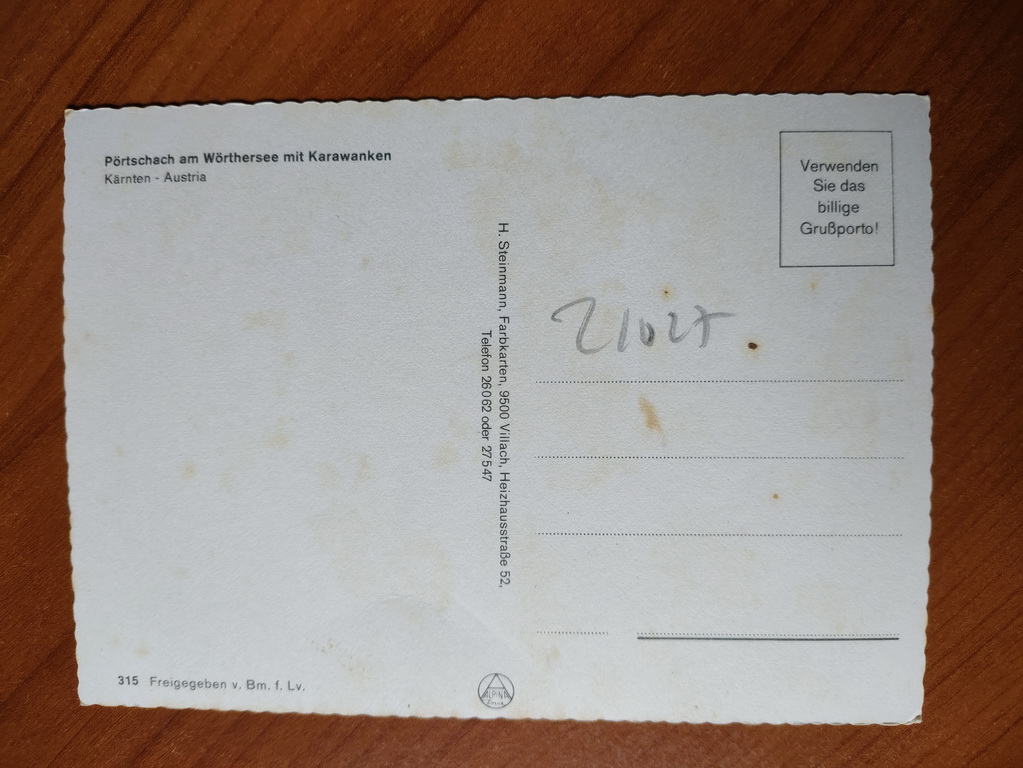 Pörtschach am Wörthersee mit Karawanken
Kärnten - Austria
Verwenden
Sie das
billige
Grußporto!
H. Steinmann, Farbkarten, 9500 Villach, Heizhausstraße 52,
Telefon 26062 oder 27547
315 Freigegeben v. Bm. f. Lv.